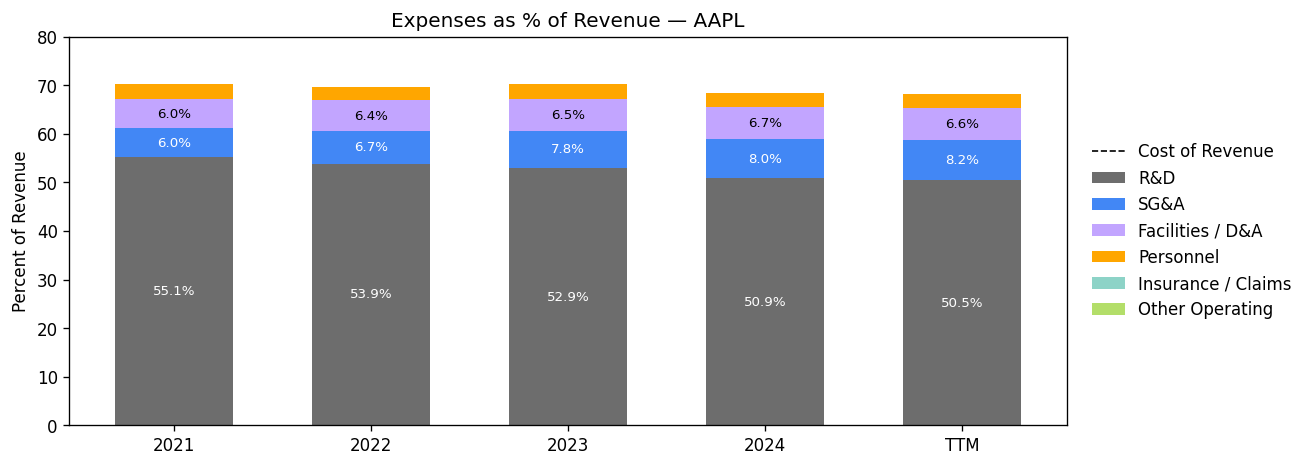 Expenses as % of Revenue — AAPL
Percent of Revenue
80
70
60
50
40
30
20
10
0
6.0%
6.0%
55.1%
6.4%
6.7%
53.9%
6.5%
7.8%
52.9%
6.7%
8.0%
50.9%
6.6%
8.2%
50.5%
2021
2022
2023
2024
TTM
Cost of Revenue
R&D
SG&A
Facilities / D&A
Personnel
Insurance / Claims
Other Operating